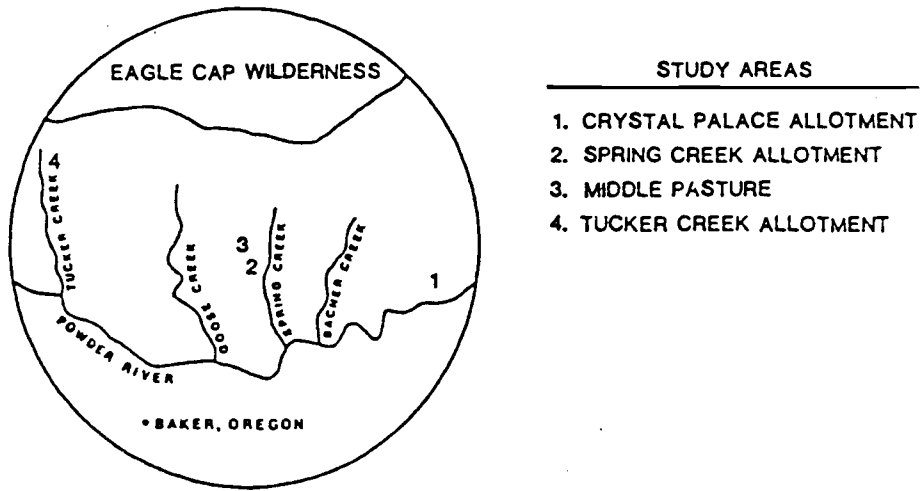 EAGLE CAP WILDERNESS
4
TUCKER CREEK
GOOSE CREEK
3
2
SPRING CREEK
BACHER CREEK
1
POWDER RIVER
BAKER, OREGON
STUDY AREAS
1. CRYSTAL PALACE ALLOTMENT
2. SPRING CREEK ALLOTMENT
3. MIDDLE PASTURE
4. TUCKER CREEK ALLOTMENT